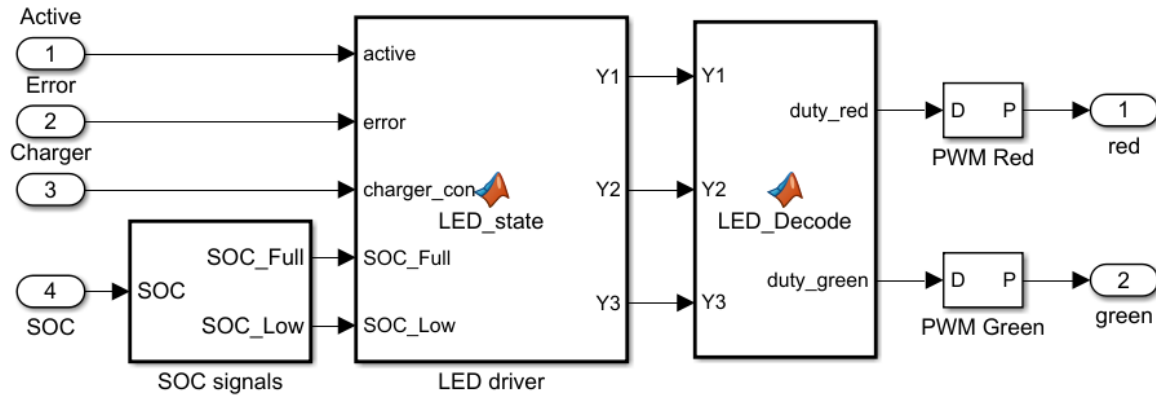 Active
1
Error
2
Charger
3
4
SOC
SOC
SOC_Full
SOC_Low
SOC signals
active
error
charger_con
SOC_Full
SOC_Low
LED_state
Y1
Y2
Y3
LED driver
Y1
Y2
Y3
LED_Decode
duty_red
duty_green
D P
PWM Red
1
red
D P
PWM Green
2
green